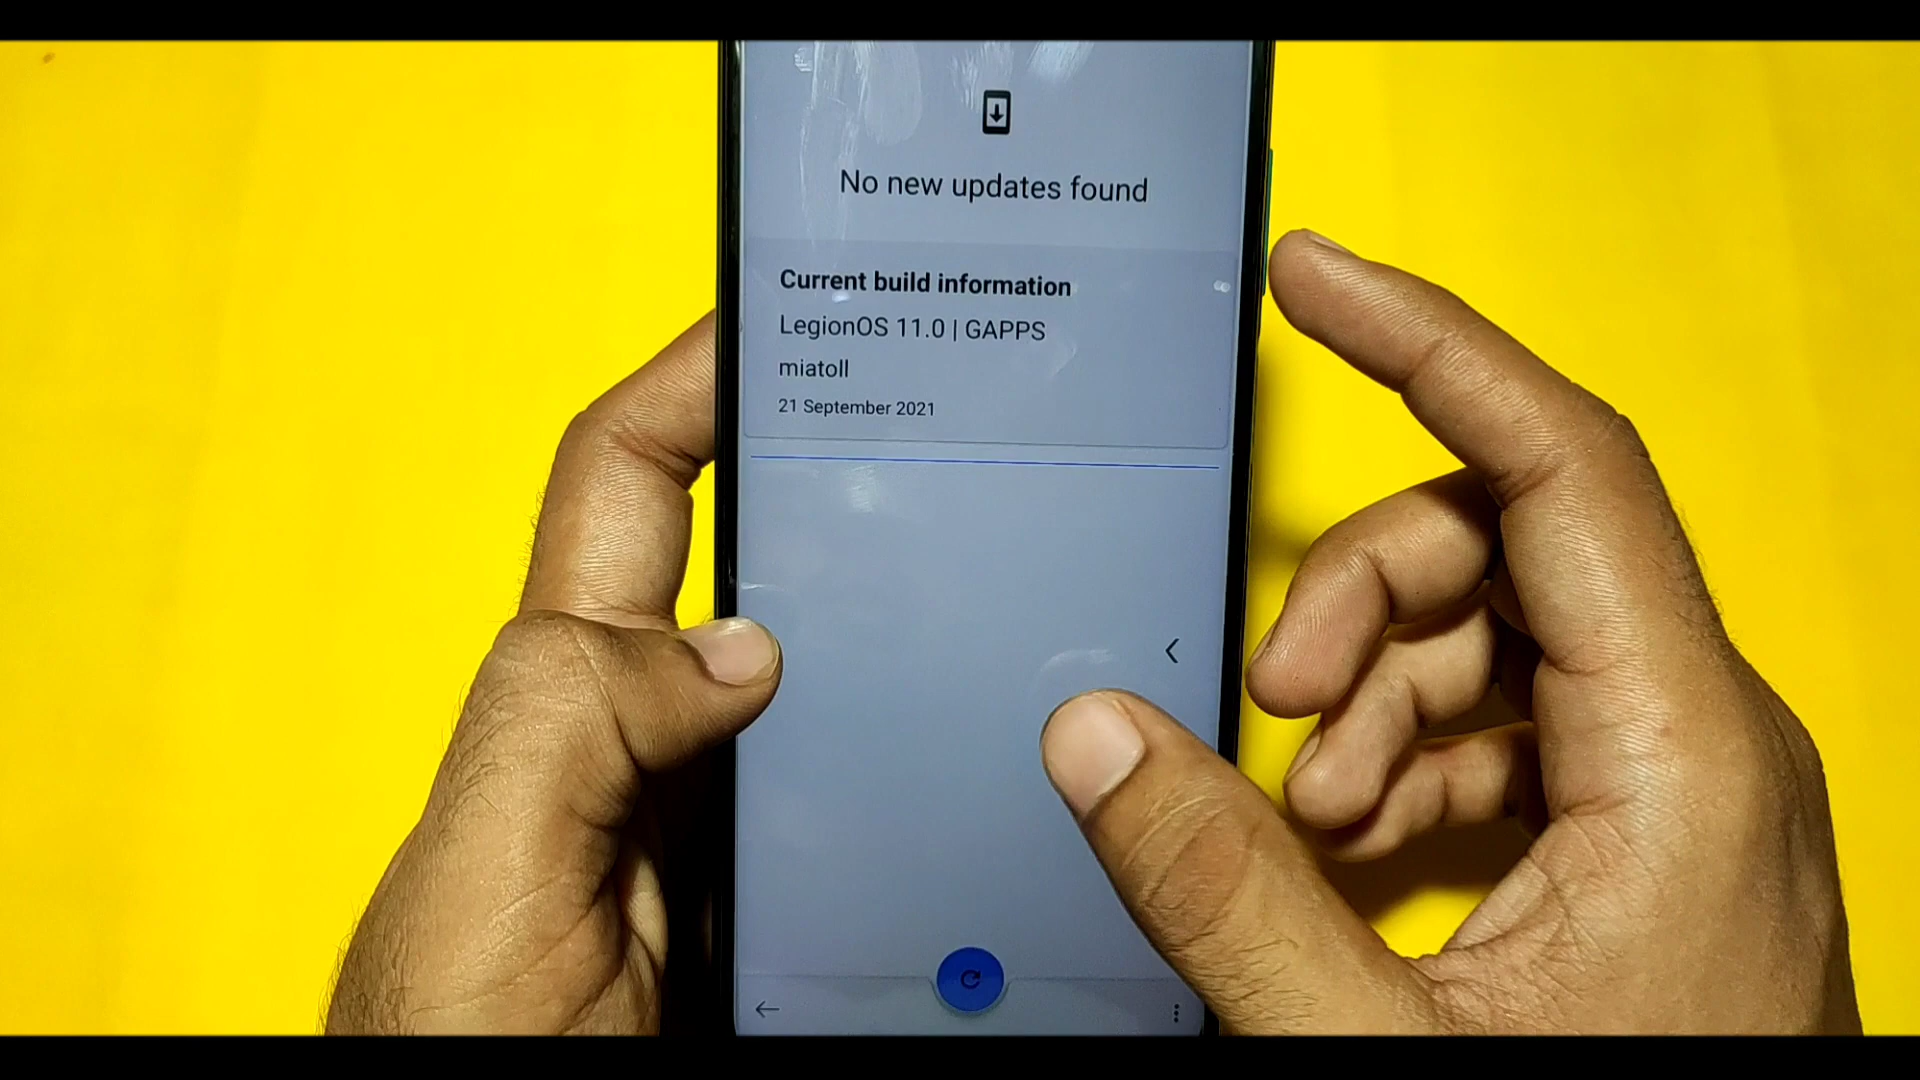 No new updates found
Current build information
LegionOS 11.0 | GAPPS
miatoll
21 September 2021